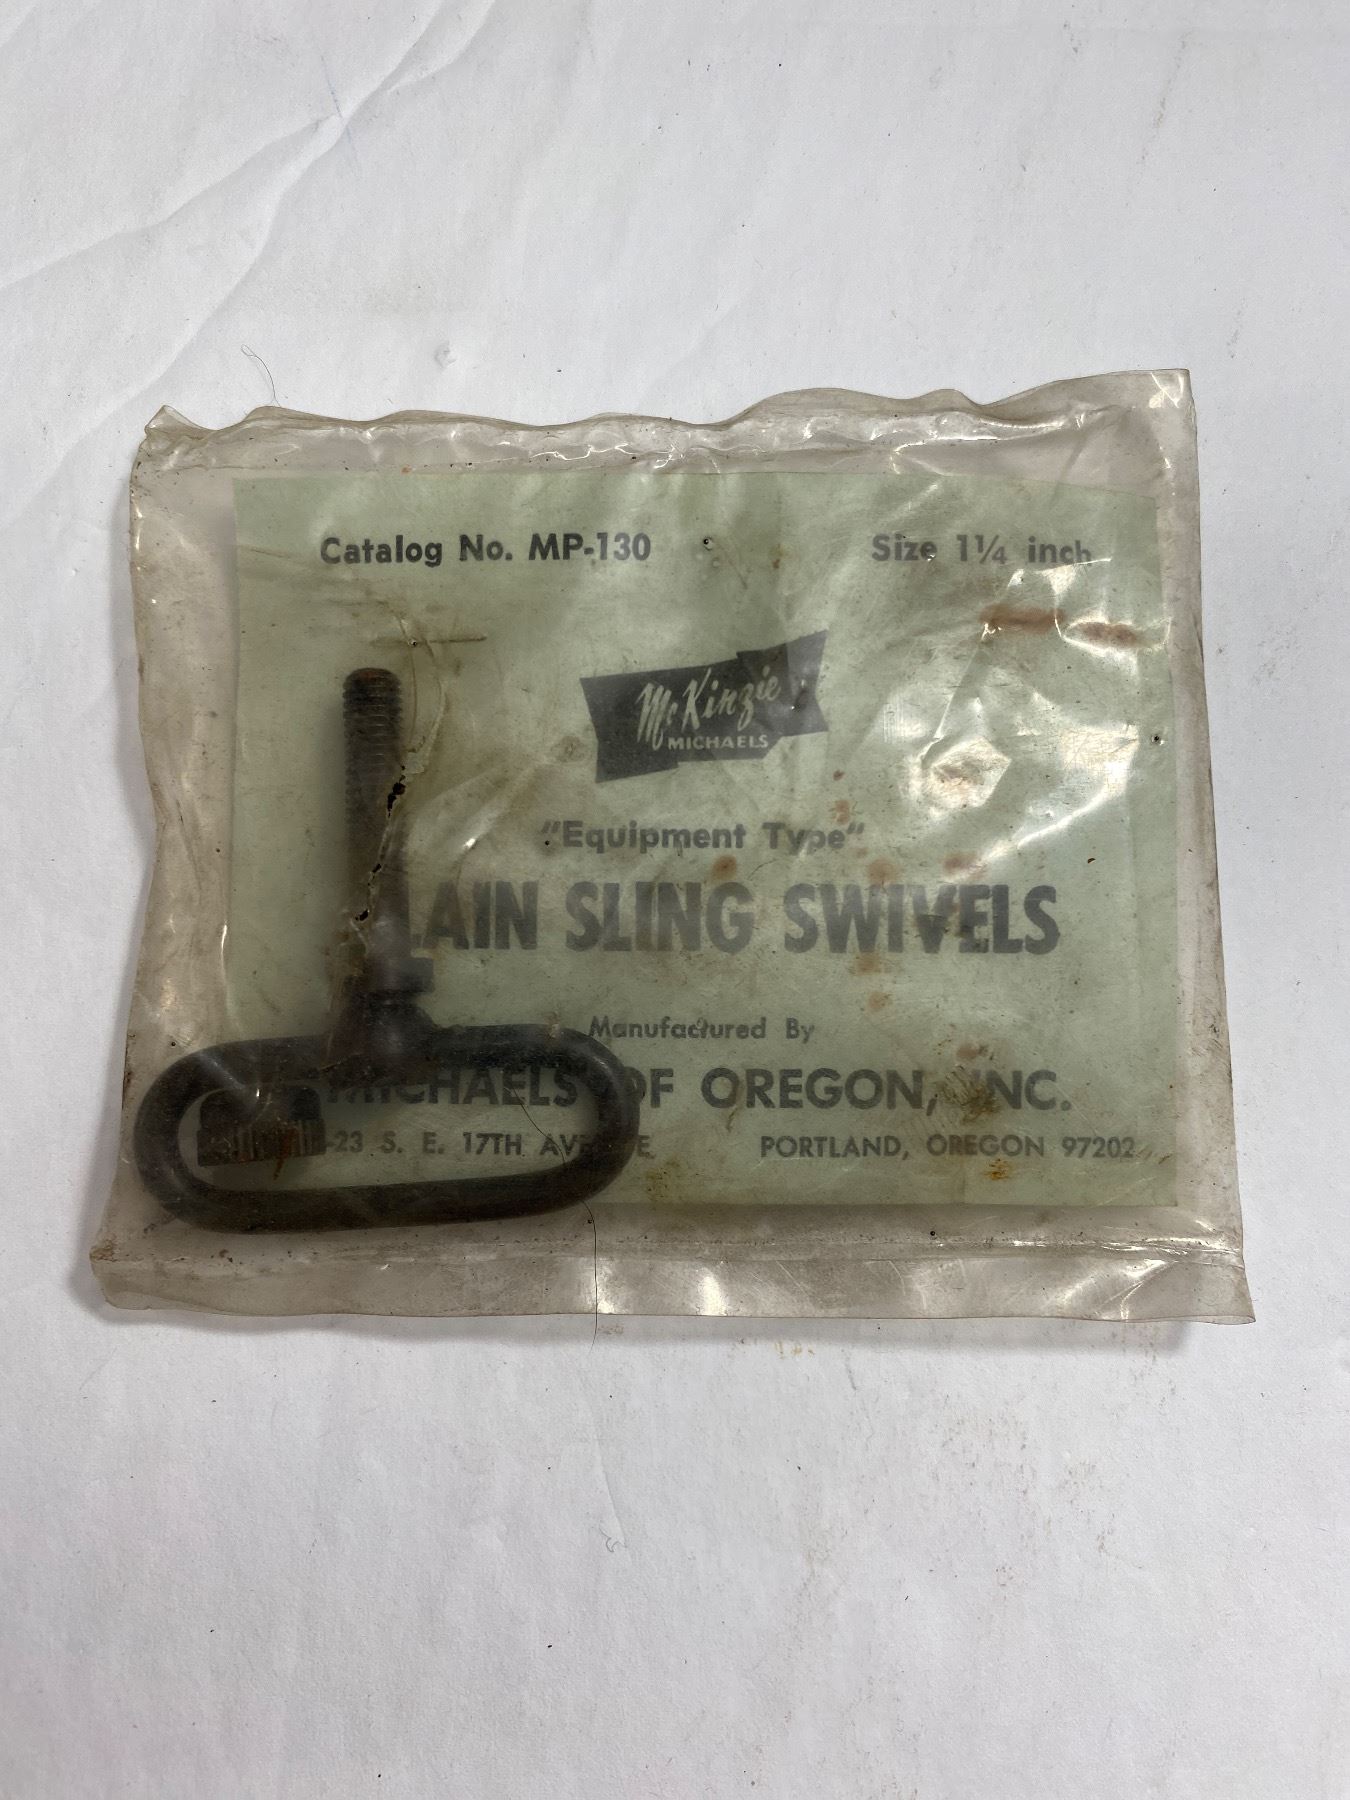 Catalog No. MP-130 Size 1¼ inch
McKinzie
MICHAELS
"Equipment Type"
LAIN SLING SWIVELS
Manufactured By
MICHAELS OF OREGON, INC.
-23 S. E. 17TH PORTLAND, OREGON 97202